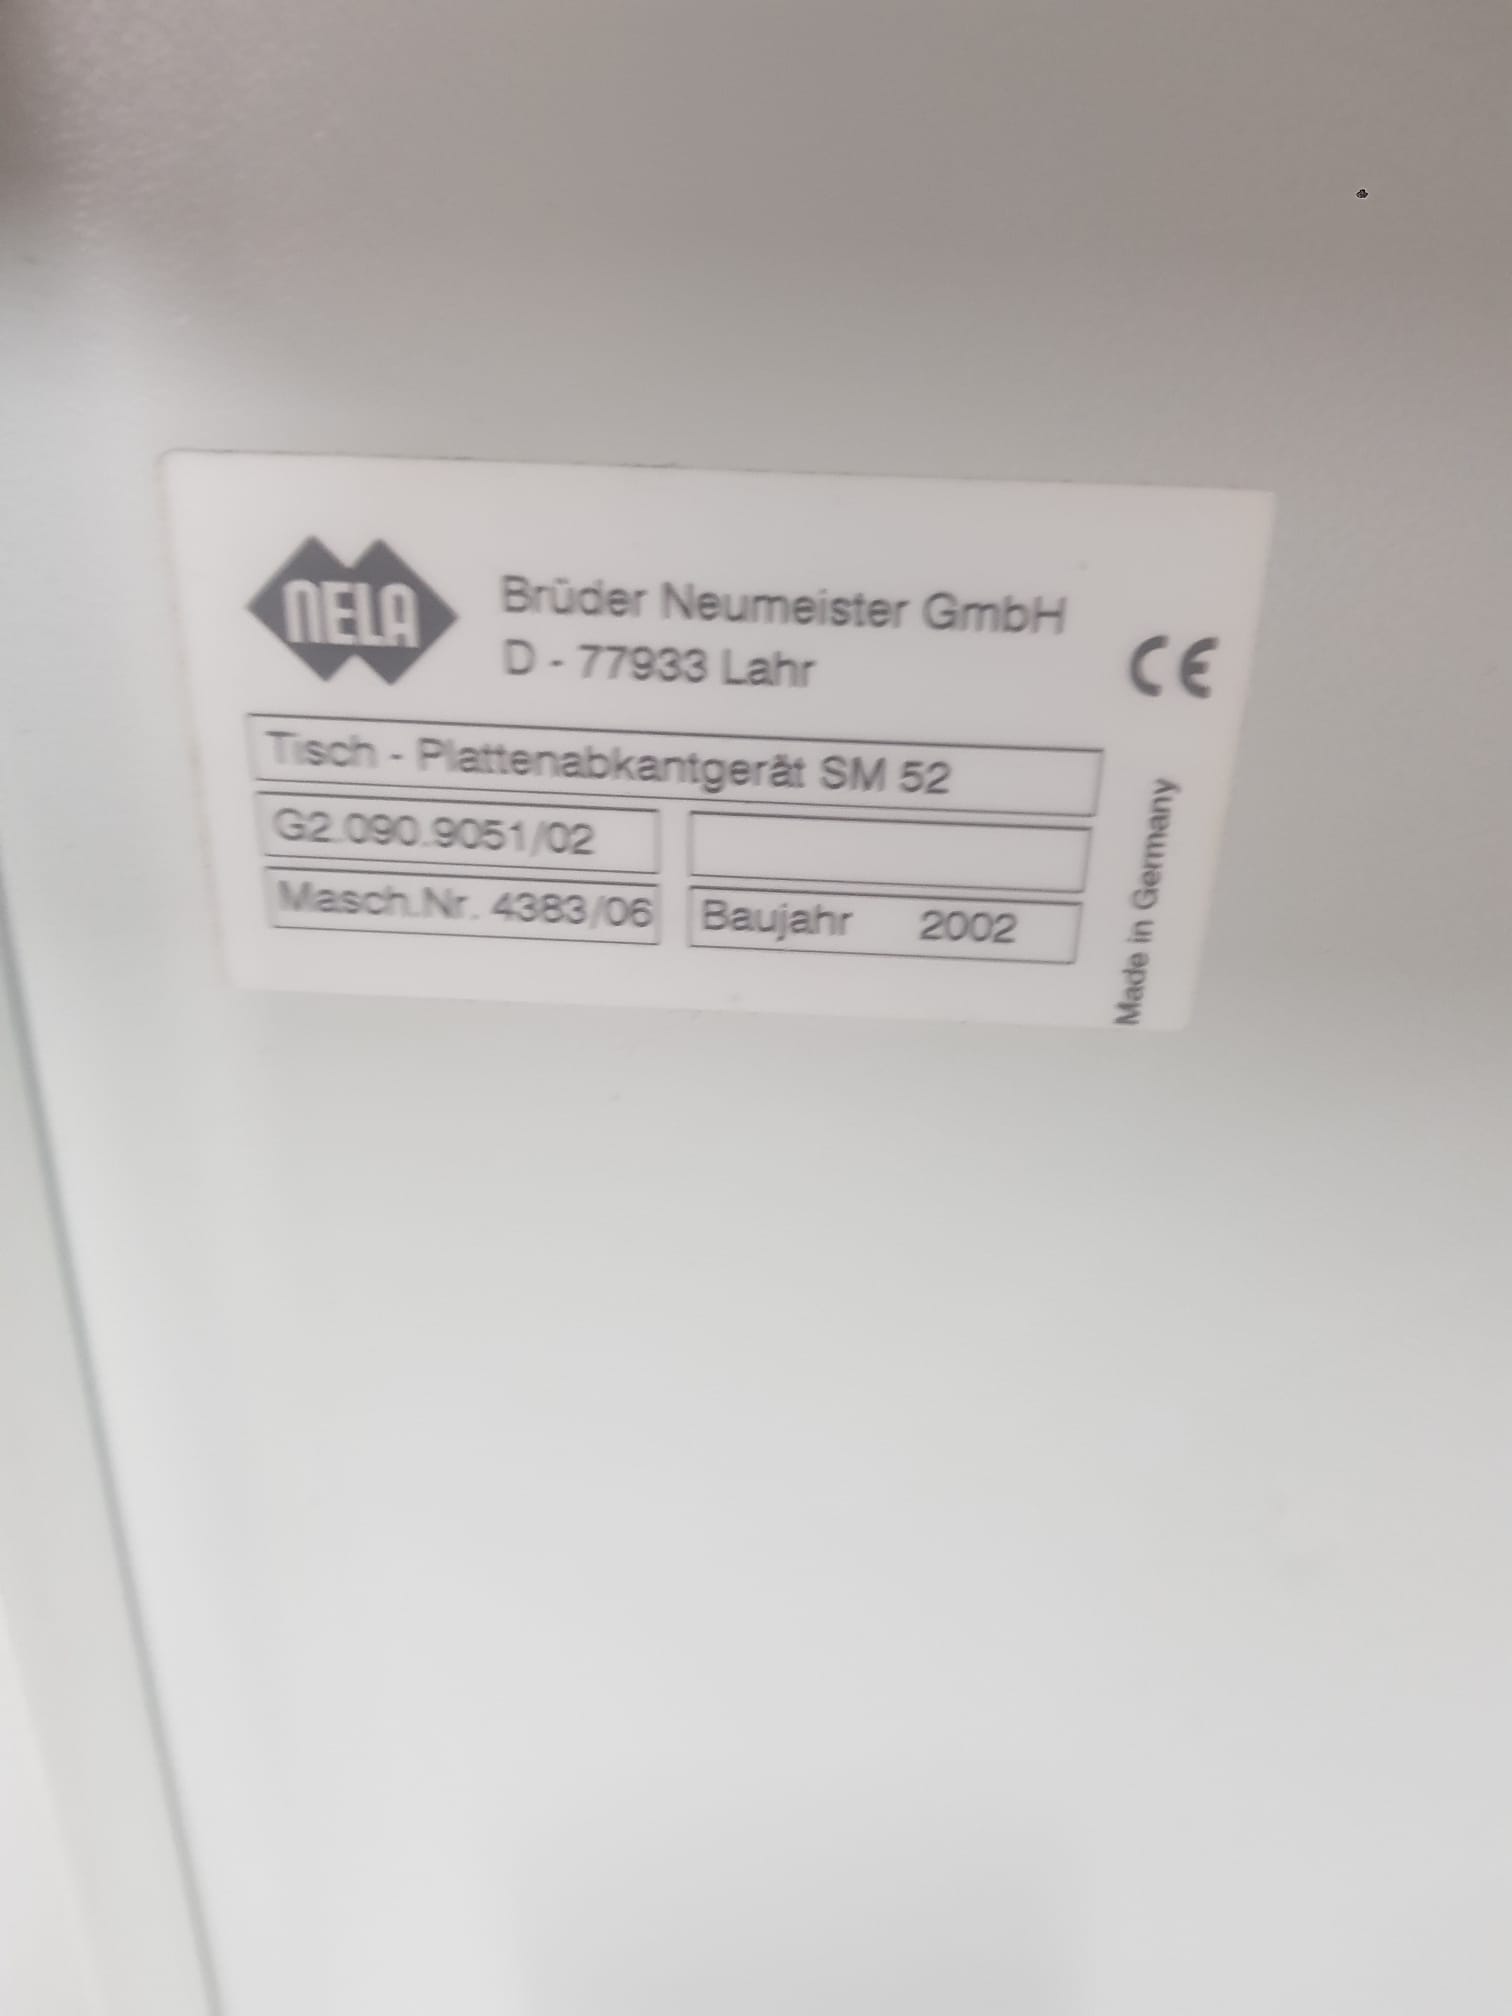 NELA
Brüder Neumeister GmbH
D - 77933 Lahr
CE
Tisch - Plattenabkantgerät SM 52
G2.090.9051/02
Masch.Nr. 4383/06
Baujahr 2002
Made in Germany